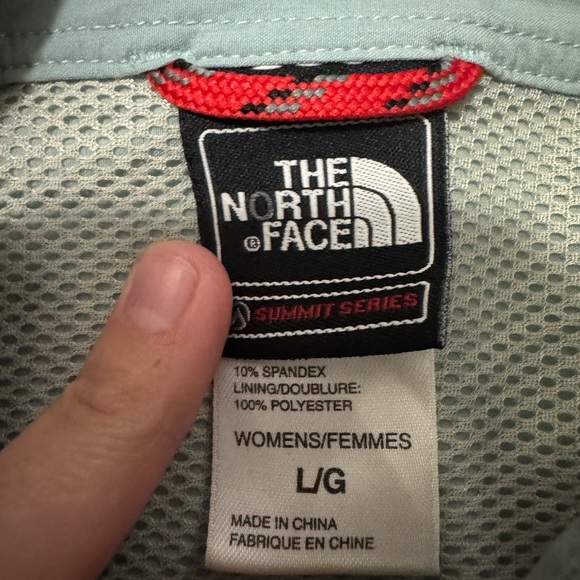 THE
NORTH
® FACE
SUMMIT SERIES
10% SPANDEX
LINING/DOUBLURE:
100% POLYESTER
WOMENS/FEMMES
L/G
MADE IN CHINA
FABRIQUE EN CHINE